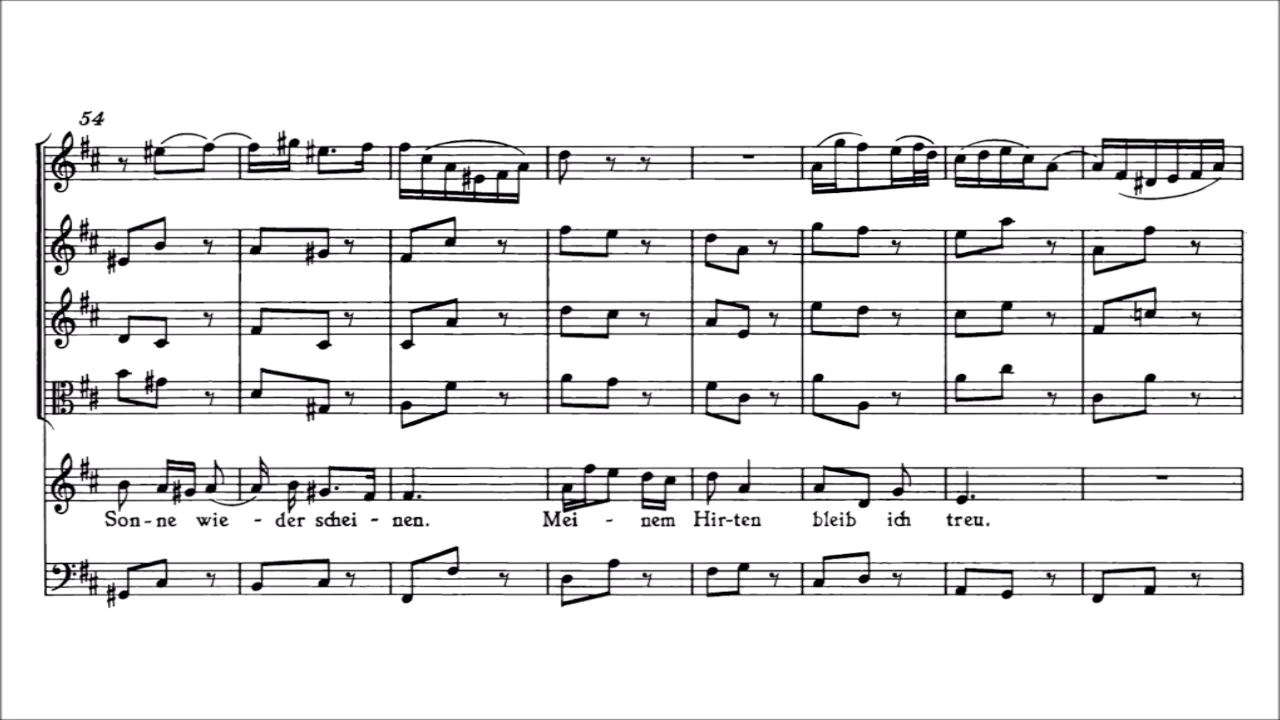 54
Son-ne wie - der schei - nen. Mei - nem Hir-ten bleib ich treu.